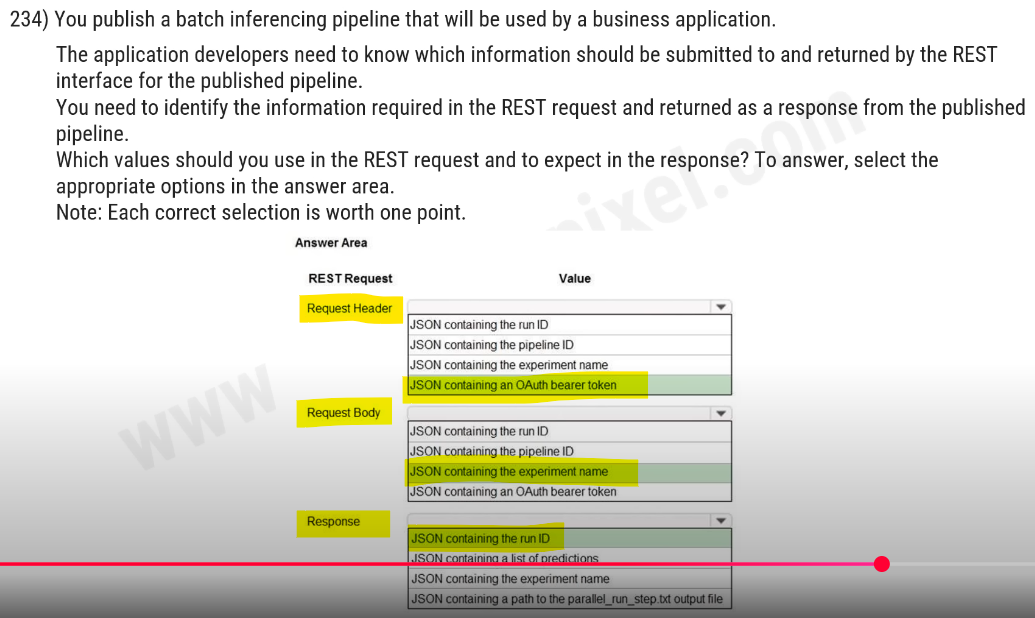 234) You publish a batch inferencing pipeline that will be used by a business application.
The application developers need to know which information should be submitted to and returned by the REST
interface for the published pipeline.
You need to identify the information required in the REST request and returned as a response from the published
pipeline.
Which values should you use in the REST request and to expect in the response? To answer, select the
appropriate options in the answer area.
Note: Each correct selection is worth one point.
Answer Area
REST Request Value
Request Header
JSON containing the run ID
JSON containing the pipeline ID
JSON containing the experiment name
JSON containing an OAuth bearer token
Request Body
JSON containing the run ID
JSON containing the pipeline ID
JSON containing the experiment name
JSON containing an OAuth bearer token
Response
JSON containing the run ID
JSON containing a list of predictions
JSON containing the experiment name
JSON containing a path to the parallel_run_step.txt output file
www
pixel.com